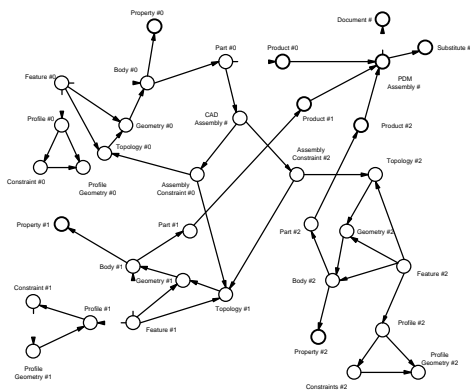 Property #0
Document #
Part #0
Product #0
Substitute #
Feature #0
Body #0
PDM
Assembly #
Product #1
Profile #0
Geometry #0
CAD
Assembly #
Product #2
Topology #0
Assembly
Constraint #2
Topology #2
Constraint #0
Profile
Geometry #0
Assembly
Constraint #0
Property #1
Part #1
Part #2
Geometry #2
Body #1
Geometry #1
Body #2
Feature #2
Constraint #1
Profile #1
Topology #1
Feature #1
Profile #2
Property #2
Profile
Geometry #1
Profile
Geometry #2
Constraints #2